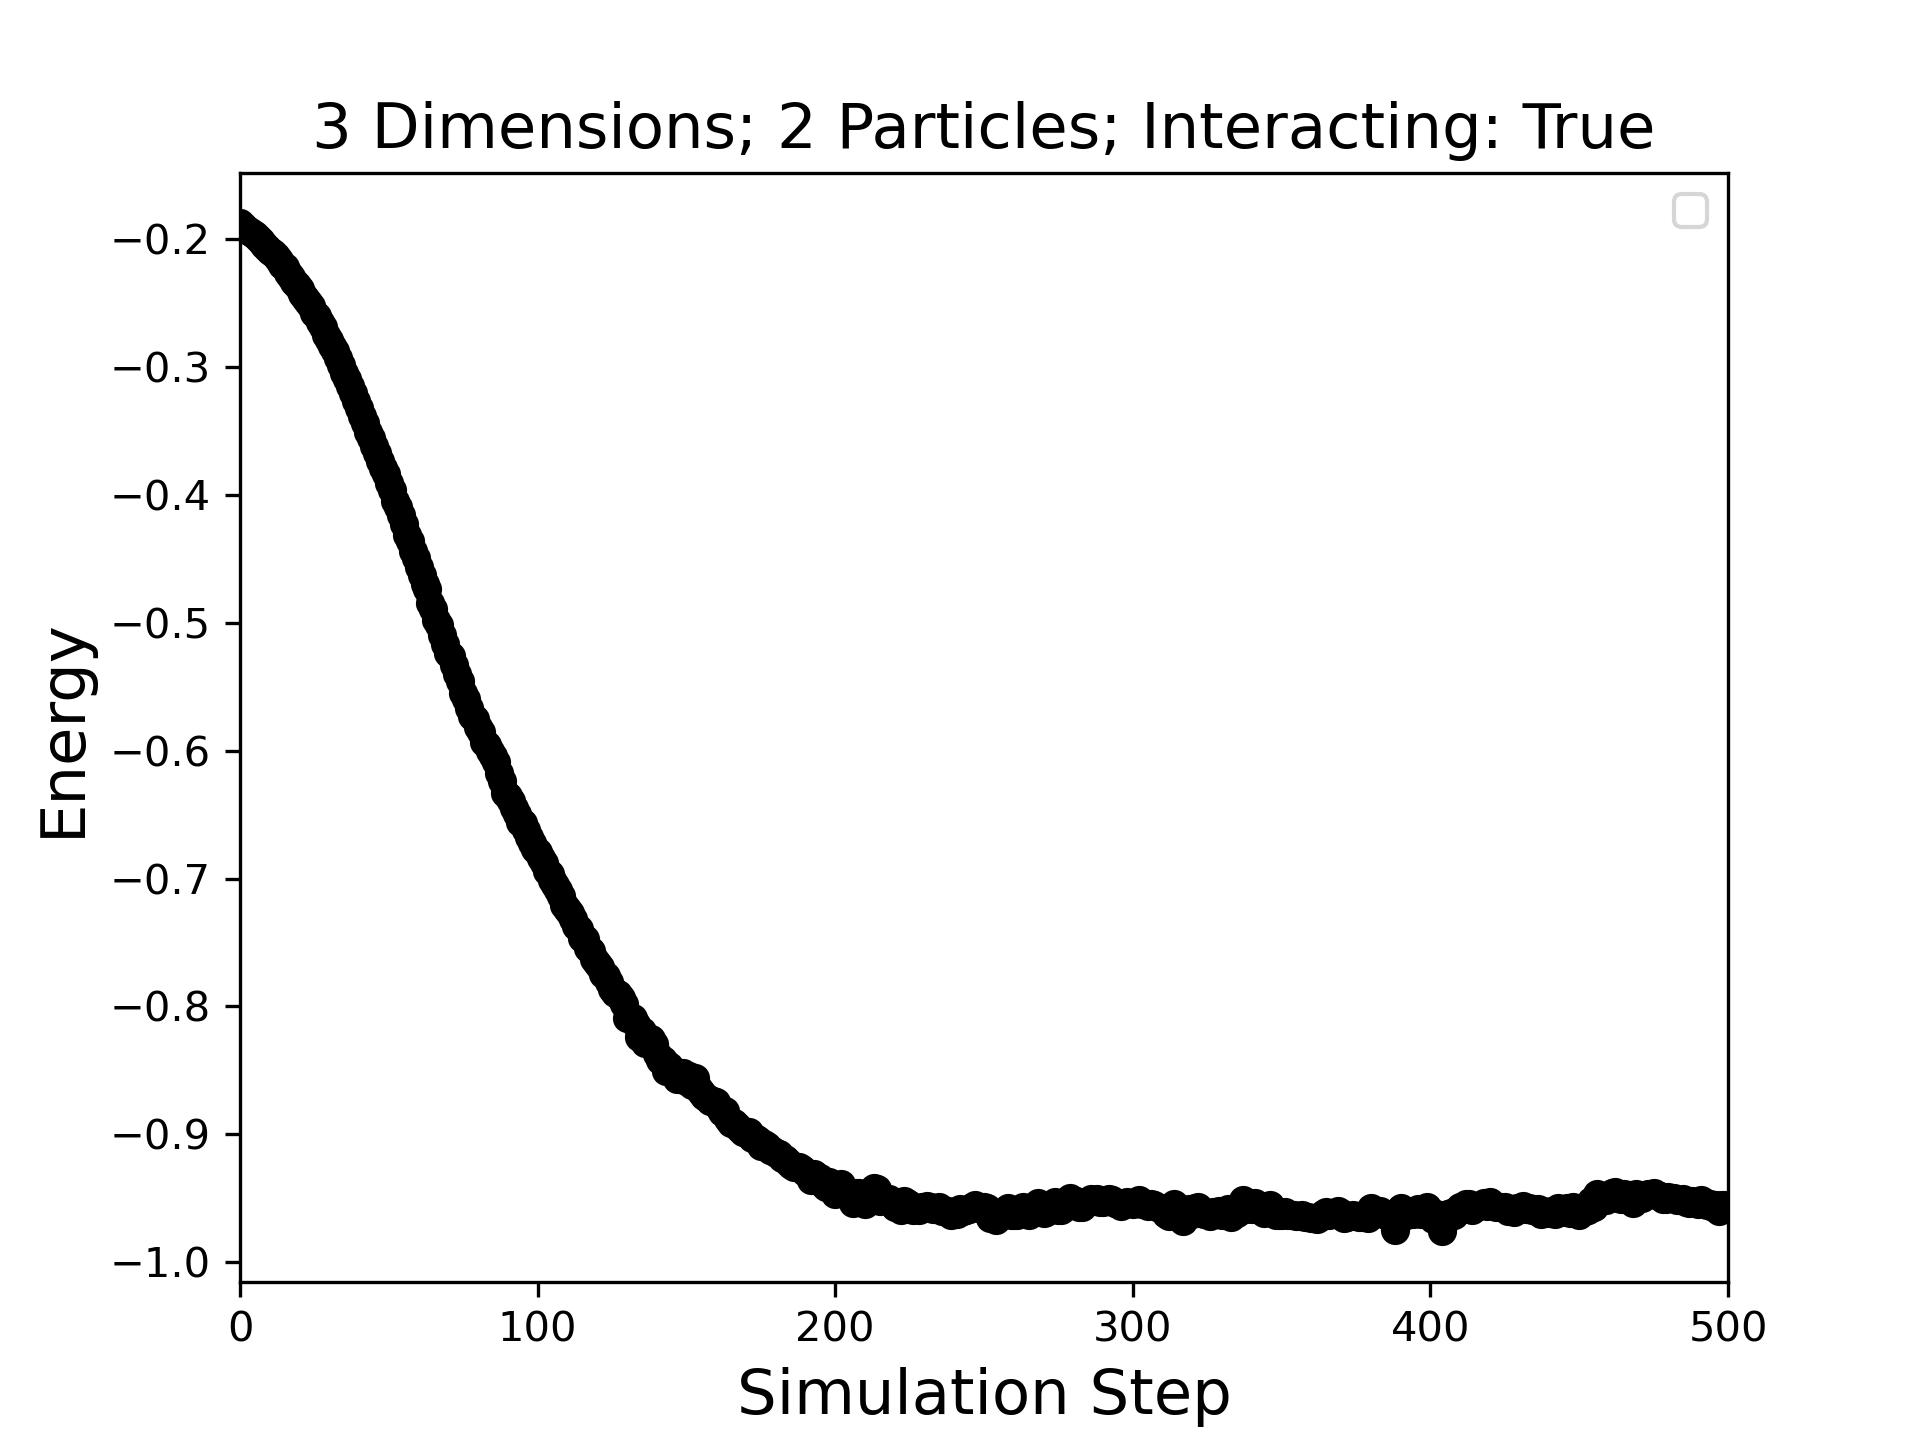 3 Dimensions; 2 Particles; Interacting: True
Energy
−0.2
−0.3
−0.4
−0.5
−0.6
−0.7
−0.8
−0.9
−1.0
0 100 200 300 400 500
Simulation Step